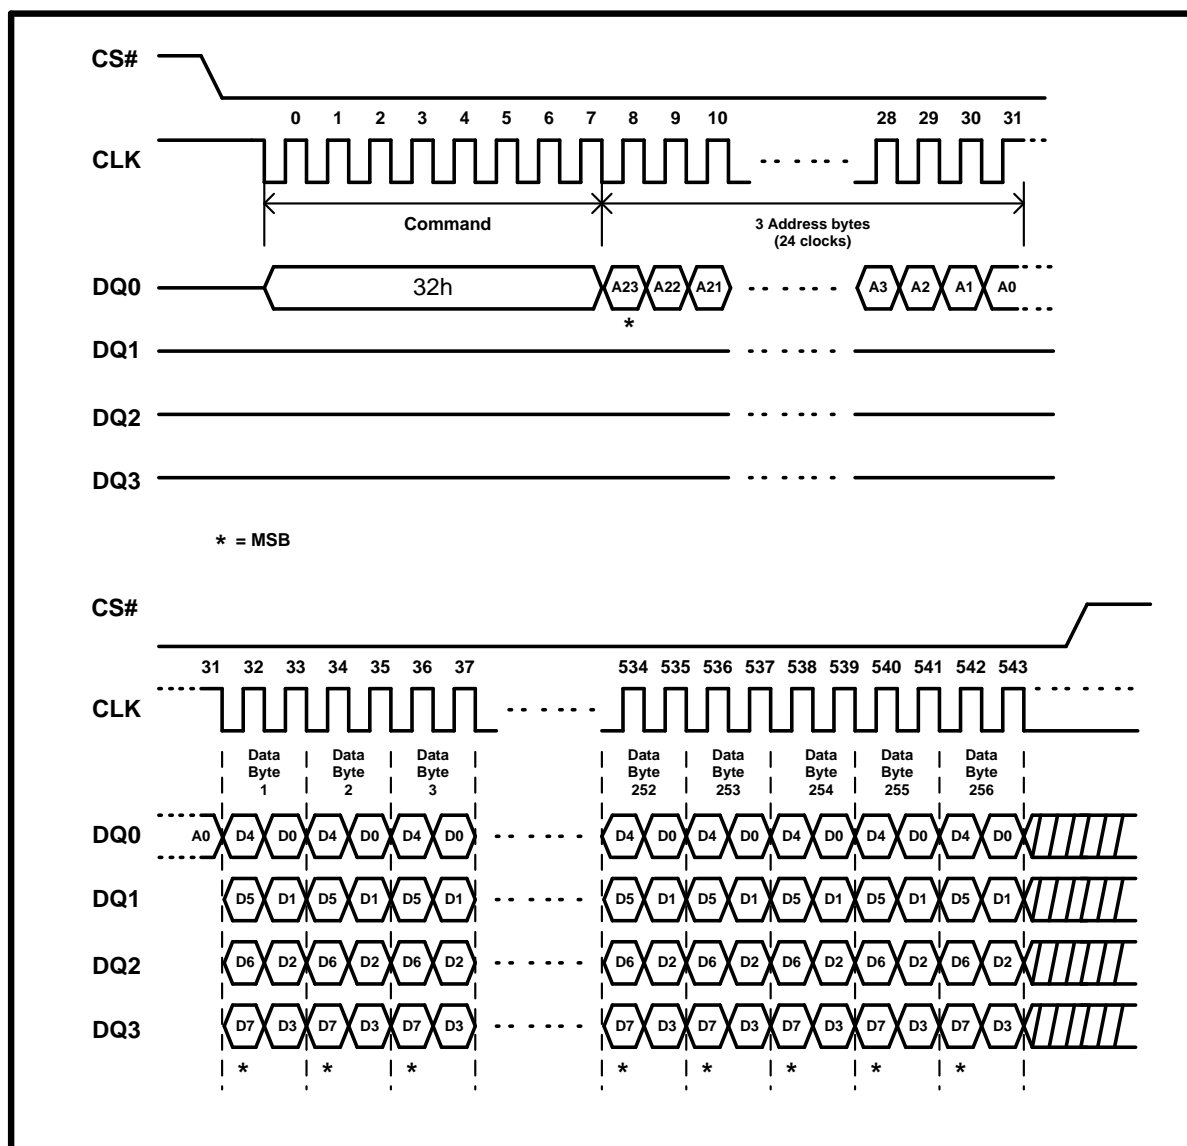 CS#
0 1 2 3 4 5 6 7 8 9 10 28 29 30 31
CLK
Command
3 Address bytes
(24 clocks)
DQ0 32h A23 A22 A21 A3 A2 A1 A0
*
DQ1
DQ2
DQ3
* = MSB
CS#
31 32 33 34 35 36 37 534 535 536 537 538 539 540 541 542 543
CLK
Data Data Data Data Data Data Data Data
Byte Byte Byte Byte Byte Byte Byte Byte
1 2 3 252 253 254 255 256
DQ0 A0 D4 D0 D4 D0 D4 D0 D4 D0 D4 D0 D4 D0 D4 D0 D4 D0
DQ1 D5 D1 D5 D1 D5 D1 D5 D1 D5 D1 D5 D1 D5 D1 D5 D1
DQ2 D6 D2 D6 D2 D6 D2 D6 D2 D6 D2 D6 D2 D6 D2 D6 D2
DQ3 D7 D3 D7 D3 D7 D3 D7 D3 D7 D3 D7 D3 D7 D3 D7 D3
* * * * * * * *